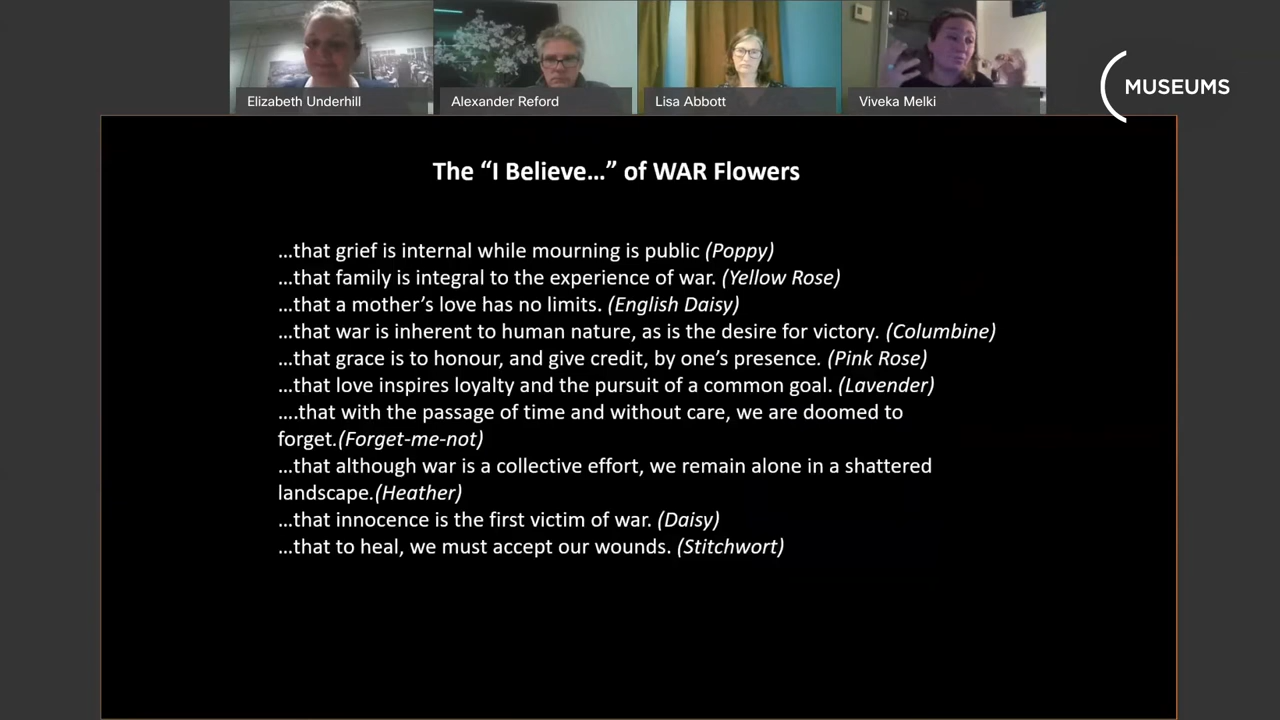 Elizabeth Underhill
Alexander Reford
Lisa Abbott
Viveka Melki
MUSEUMS
The “I Believe…” of WAR Flowers
…that grief is internal while mourning is public (Poppy)
…that family is integral to the experience of war. (Yellow Rose)
…that a mother’s love has no limits. (English Daisy)
…that war is inherent to human nature, as is the desire for victory. (Columbine)
…that grace is to honour, and give credit, by one’s presence. (Pink Rose)
…that love inspires loyalty and the pursuit of a common goal. (Lavender)
….that with the passage of time and without care, we are doomed to
forget.(Forget-me-not)
…that although war is a collective effort, we remain alone in a shattered
landscape.(Heather)
…that innocence is the first victim of war. (Daisy)
…that to heal, we must accept our wounds. (Stitchwort)